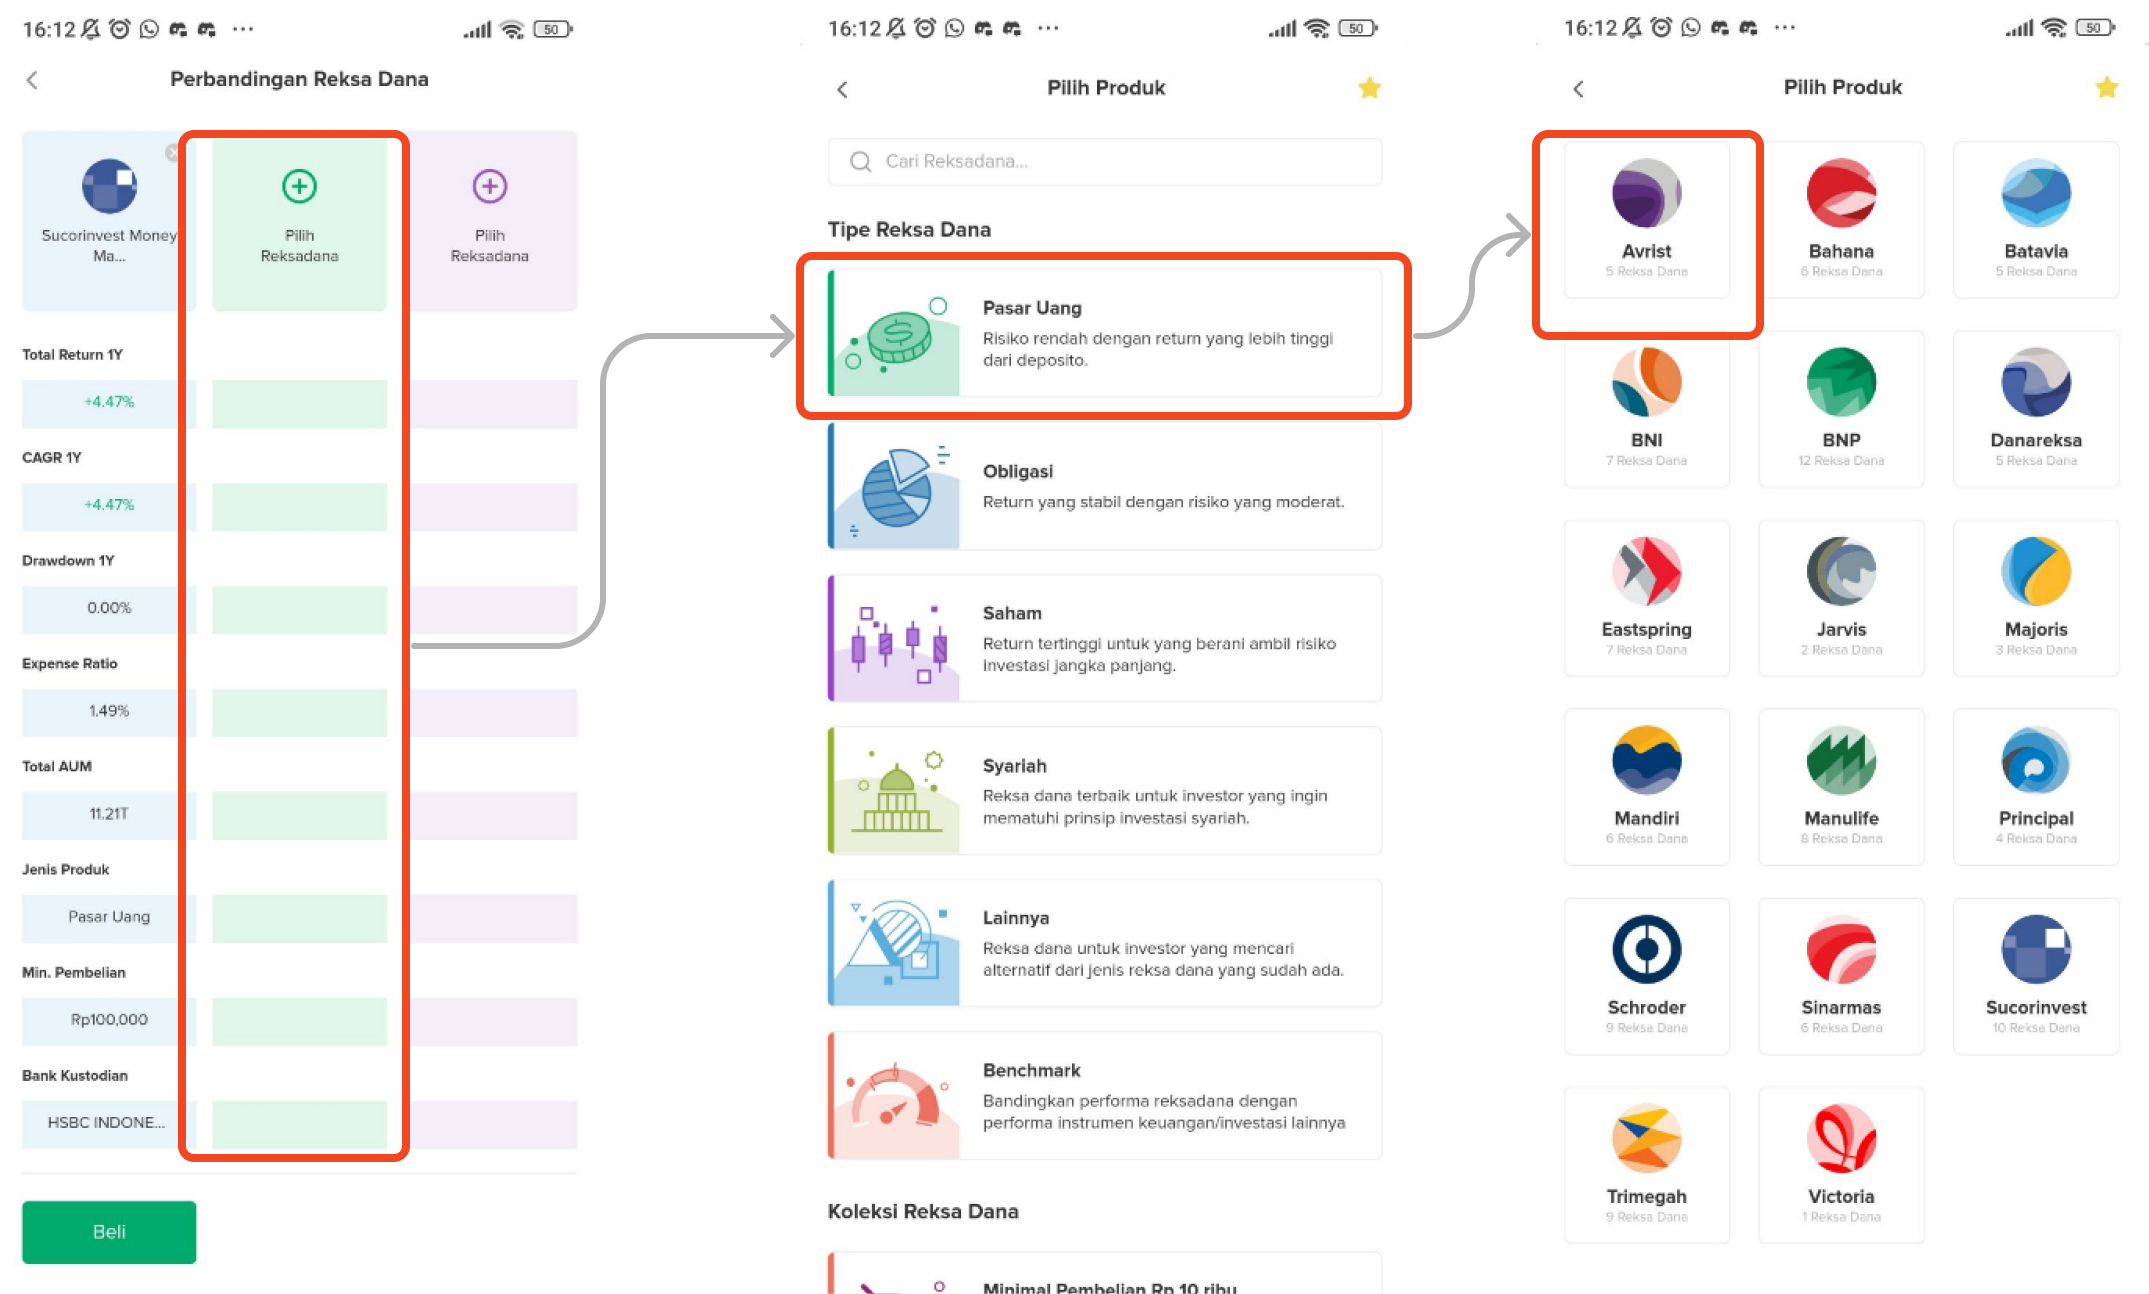 16:12
50
Perbandingan Reksa Dana
Sucorinvest Money
Ma...
Pilih
Reksadana
Pilih
Reksadana
Total Return 1Y
+4.47%
CAGR 1Y
+4.47%
Drawdown 1Y
0.00%
Expense Ratio
1.49%
Total AUM
11.21T
Jenis Produk
Pasar Uang
Min. Pembelian
Rp100,000
Bank Kustodian
HSBC INDONE...
Beli
16:12
50
Pilih Produk
Cari Reksadana...
Tipe Reksa Dana
Pasar Uang
Risiko rendah dengan return yang lebih tinggi
dari deposito.
Obligasi
Return yang stabil dengan risiko yang moderat.
Saham
Return tertinggi untuk yang berani ambil risiko
investasi jangka panjang.
Syariah
Reksa dana terbaik untuk investor yang ingin
mematuhi prinsip investasi syariah.
Lainnya
Reksa dana untuk investor yang mencari
alternatif dari jenis reksa dana yang sudah ada.
Benchmark
Bandingkan performa reksadana dengan
performa instrumen keuangan/investasi lainnya
Koleksi Reksa Dana
Minimal Pembelian Rp 10 ribu
16:12
50
Pilih Produk
Avrist
5 Reksa Dana
Bahana
6 Reksa Dana
Batavia
5 Reksa Dana
BNI
7 Reksa Dana
BNP
12 Reksa Dana
Danareksa
5 Reksa Dana
Eastspring
7 Reksa Dana
Jarvis
2 Reksa Dana
Majoris
3 Reksa Dana
Mandiri
6 Reksa Dana
Manulife
8 Reksa Dana
Principal
4 Reksa Dana
Schroder
9 Reksa Dana
Sinarmas
6 Reksa Dana
Sucorinvest
10 Reksa Dana
Trimegah
9 Reksa Dana
Victoria
1 Reksa Dana